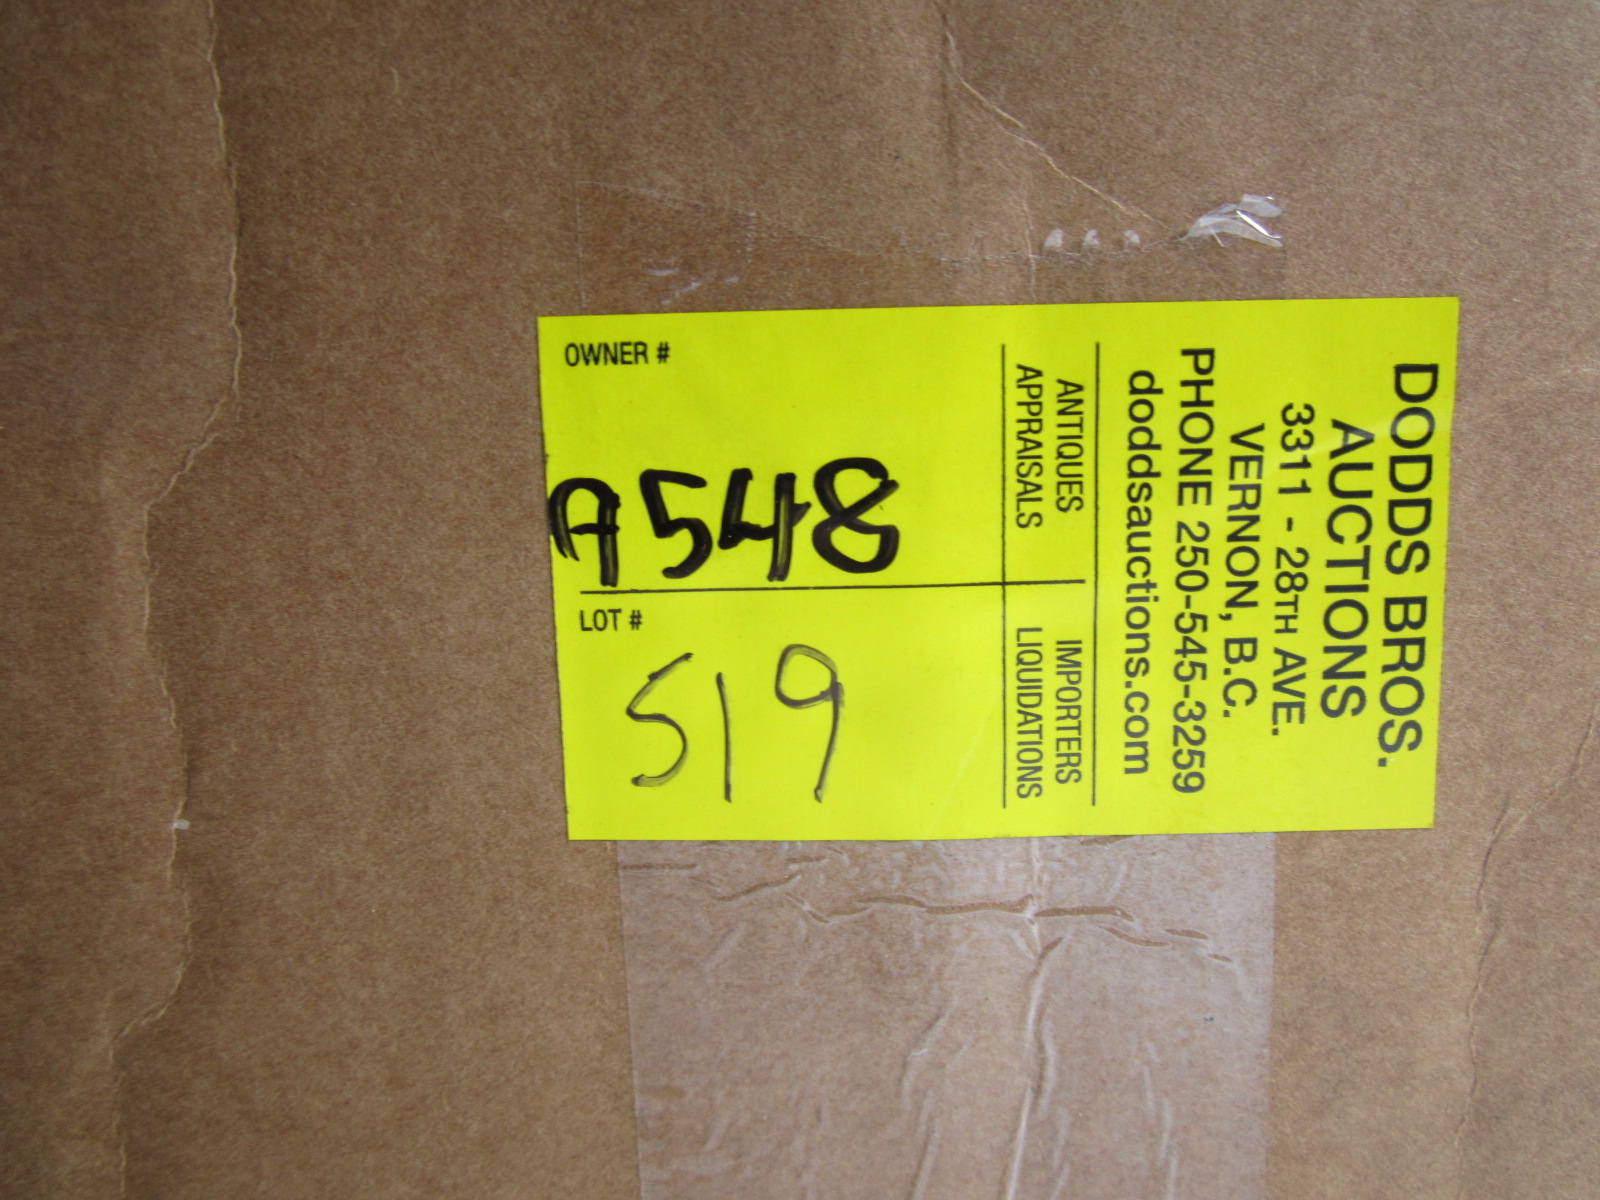 DODDS BROS.
AUCTIONS
3311 - 28TH AVE.
VERNON, B.C.
PHONE 250-545-3259
doddsauctions.com
ANTIQUES
APPRAISALS
IMPORTERS
LIQUIDATIONS
OWNER #
A548
LOT #
519